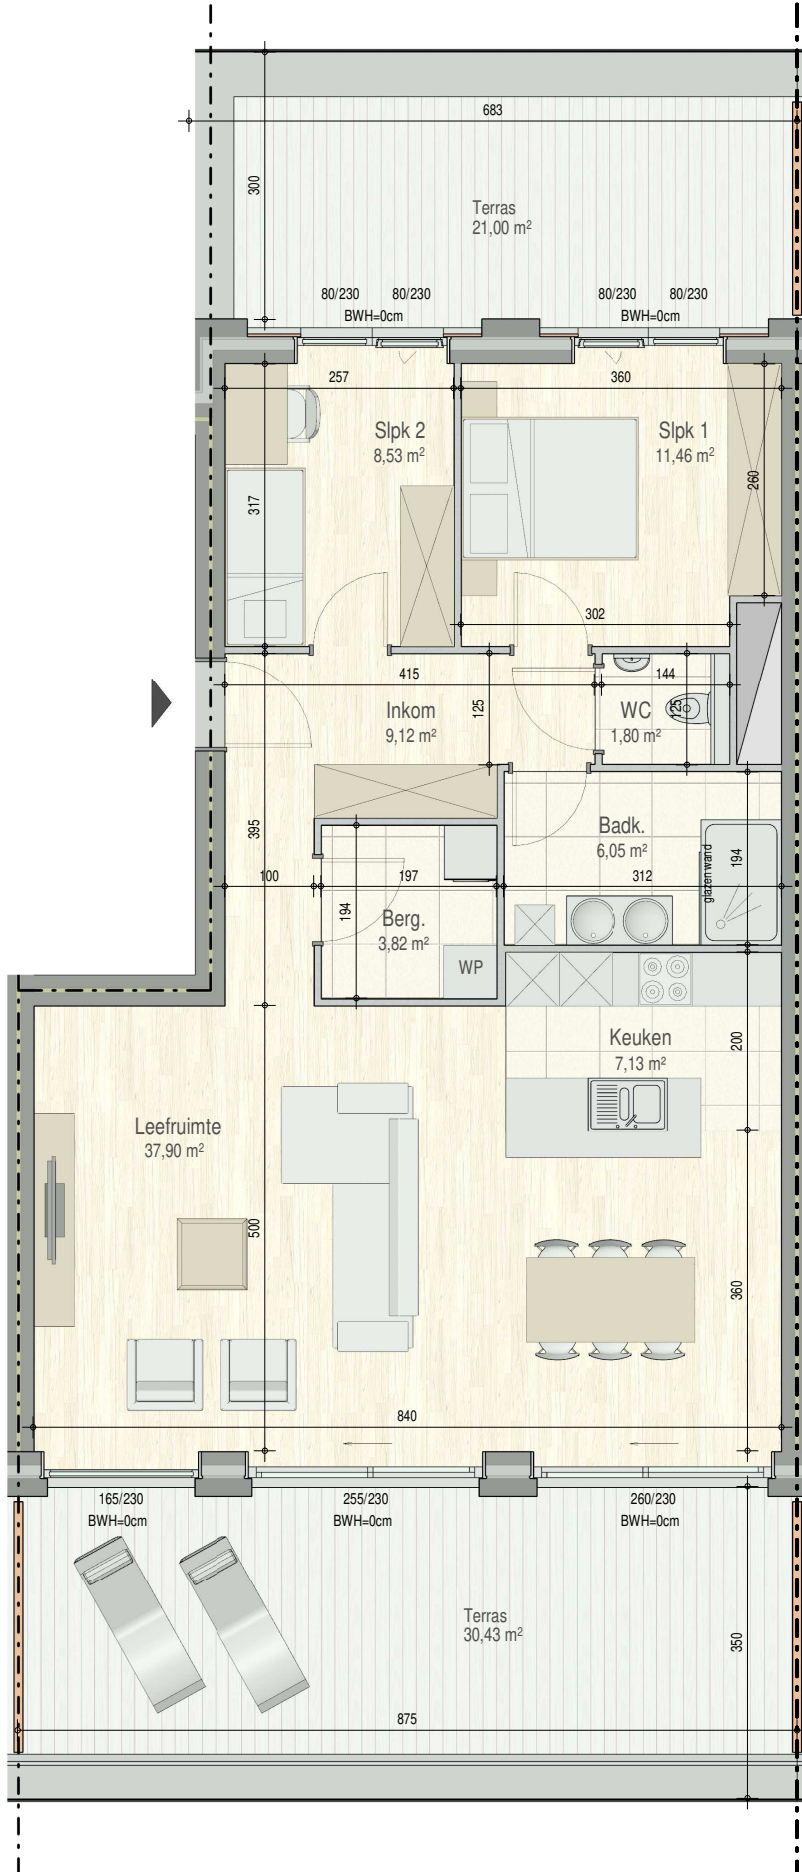 683
300
Terras
21,00 m²
80/230 80/230 80/230 80/230
BWH=0cm BWH=0cm
257 360
Slpk 2
8,53 m²
Slpk 1
11,46 m²
317
260
302
415 144
Inkom
9,12 m²
125
WC
1,80 m²
125
395
Badk.
6,05 m²
glazen wand
194
100 197 312
194
Berg.
3,82 m²
WP
Keuken
7,13 m²
200
Leefruimte
37,90 m²
500
360
840
165/230 255/230 260/230
BWH=0cm BWH=0cm BWH=0cm
Terras
30,43 m²
350
875